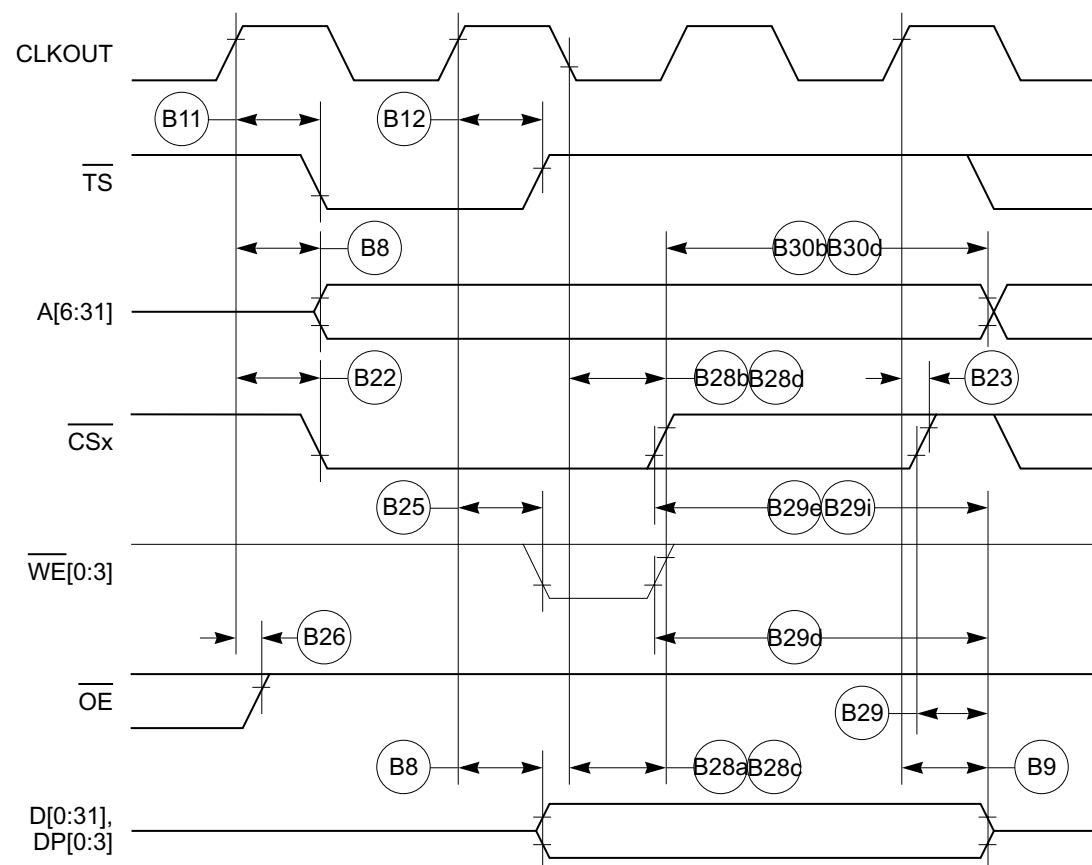 CLKOUT
B11 B12
TS
B8 B30b B30d
A[6:31]
B22 B28b B28d B23
CSx
B25 B29e B29i
WE[0:3]
B26 B29d
OE
B29
B8 B28a B28c B9
D[0:31],
DP[0:3]